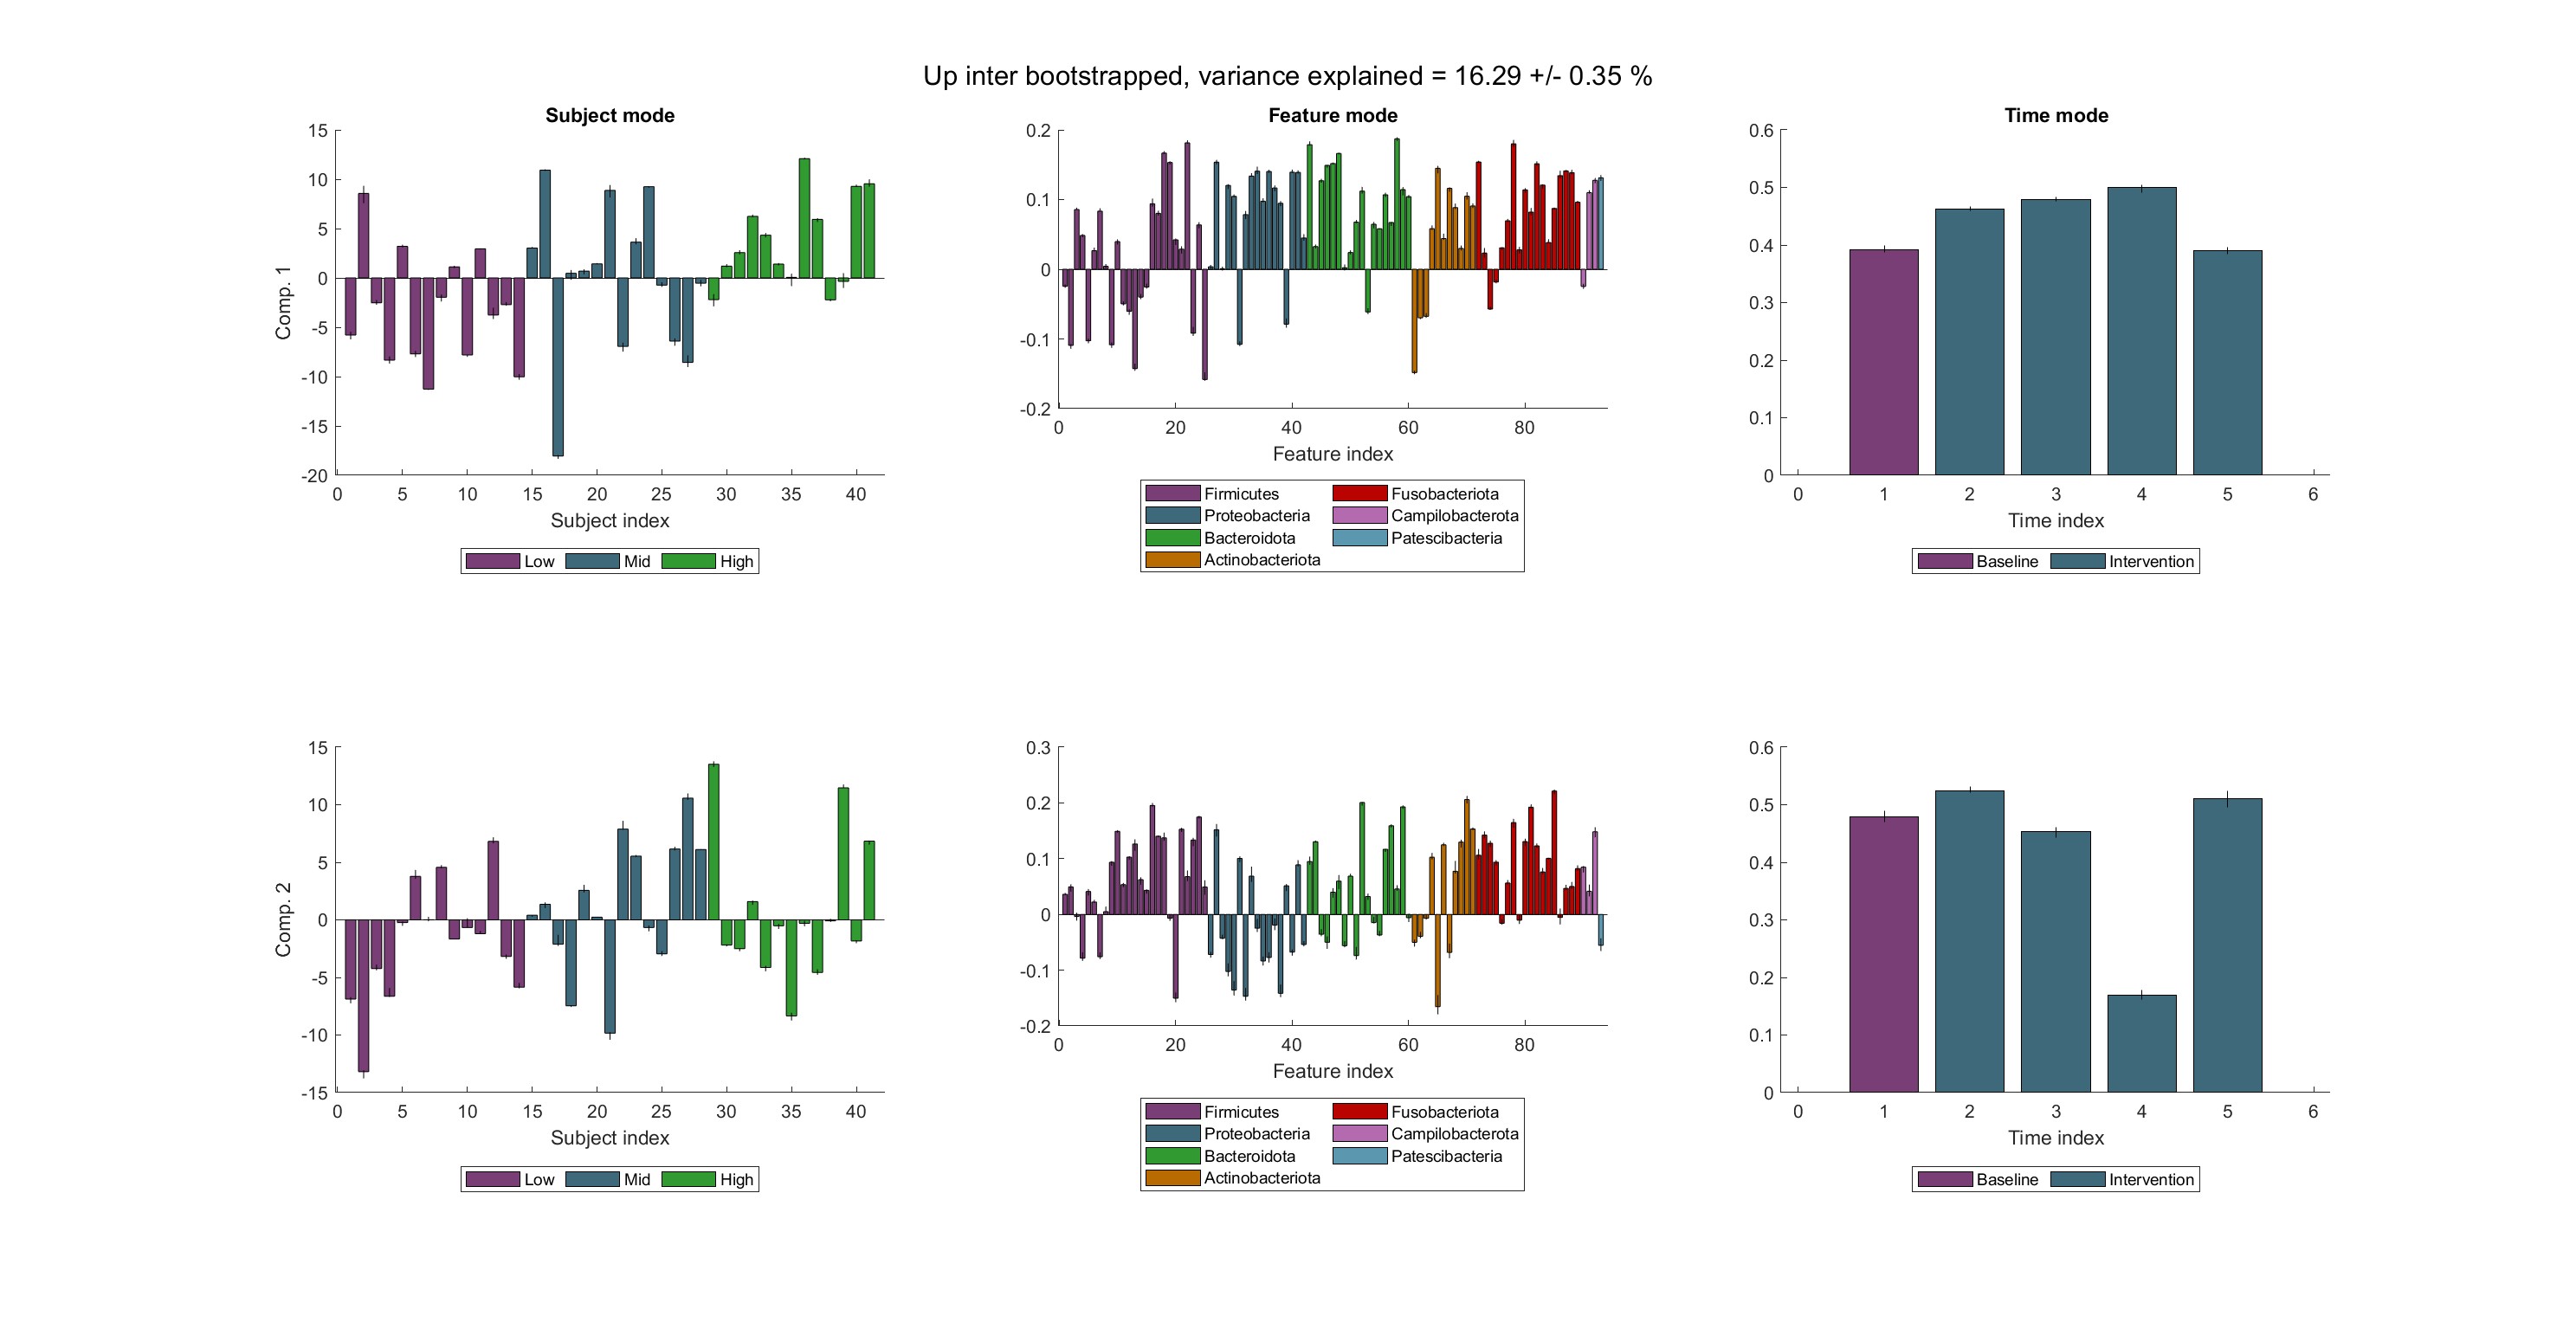 Up inter bootstrapped, variance explained = 16.29 +/- 0.35 %
Subject mode
Comp. 1
15
10
5
0
-5
-10
-15
-20
0 5 10 15 20 25 30 35 40
Subject index
Low Mid High
Feature mode
0.2
0.1
0
-0.1
-0.2
0 20 40 60 80
Feature index
Firmicutes Fusobacteriota
Proteobacteria Campilobacterota
Bacteroidota Patescibacteria
Actinobacteriota
Time mode
0.6
0.5
0.4
0.3
0.2
0.1
0
0 1 2 3 4 5 6
Time index
Baseline Intervention
Comp. 2
15
10
5
0
-5
-10
-15
0 5 10 15 20 25 30 35 40
Subject index
Low Mid High
0.3
0.2
0.1
0
-0.1
-0.2
0 20 40 60 80
Feature index
Firmicutes Fusobacteriota
Proteobacteria Campilobacterota
Bacteroidota Patescibacteria
Actinobacteriota
0.6
0.5
0.4
0.3
0.2
0.1
0
0 1 2 3 4 5 6
Time index
Baseline Intervention